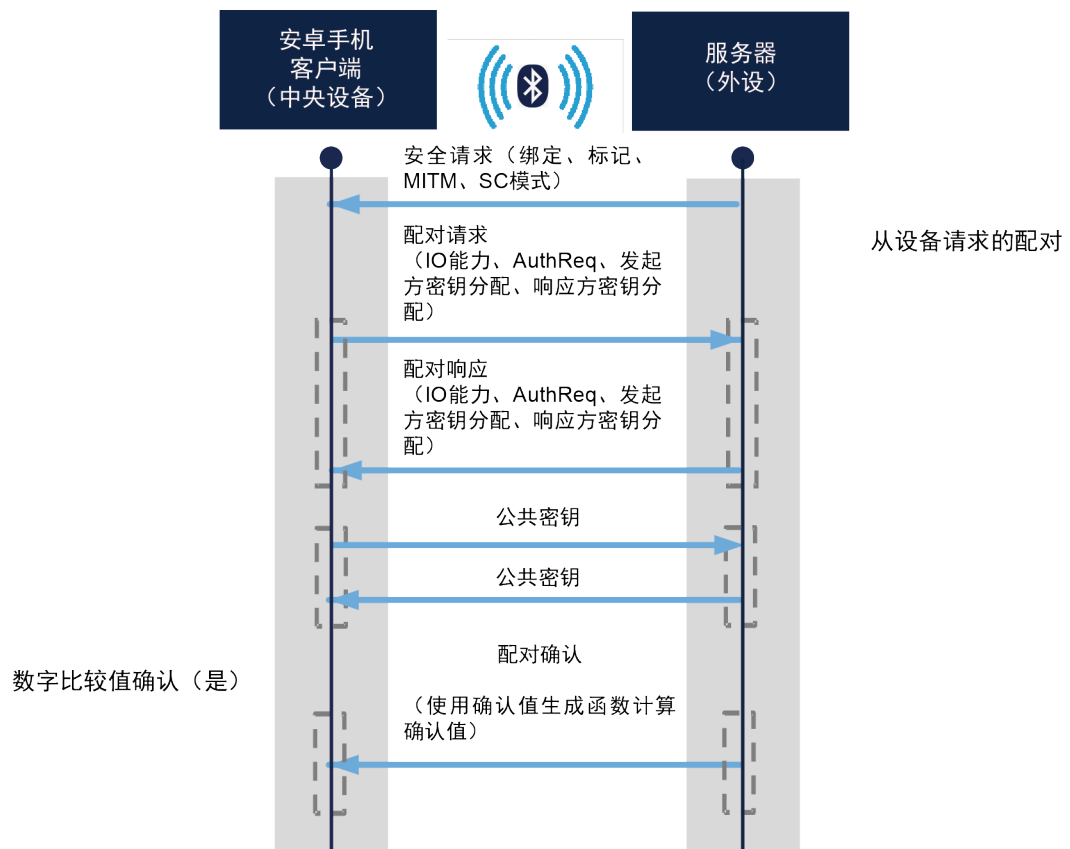 安卓手机
客户端
（中央设备）
服务器
（外设）
安全请求（绑定、标记、
MITM、SC模式）
从设备请求的配对
配对请求
（IO能力、AuthReq、发起
方密钥分配、响应方密钥分
配）
配对响应
（IO能力、AuthReq、发起
方密钥分配、响应方密钥分
配）
公共密钥
公共密钥
配对确认
数字比较值确认（是）
（使用确认值生成函数计算
确认值）